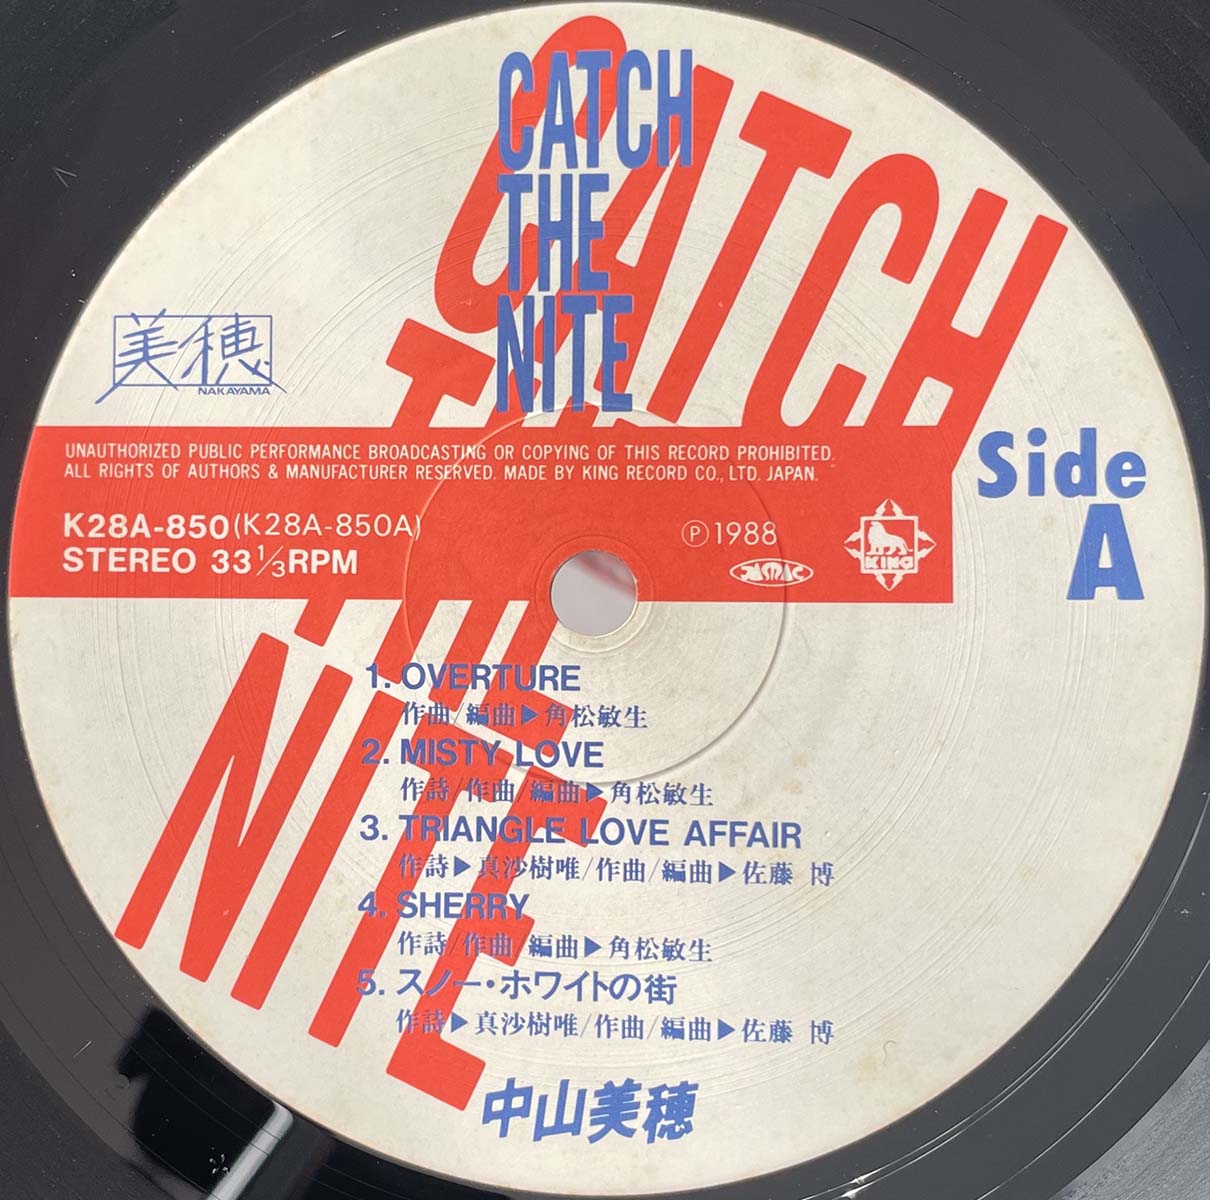 CATCH
THE
NITE
CATCH
THE
NITE
美穂
NAKAYAMA
UNAUTHORIZED PUBLIC PERFORMANCE BROADCASTING OR COPYING OF THIS RECORD PROHIBITED.
ALL RIGHTS OF AUTHORS & MANUFACTURER RESERVED. MADE BY KING RECORD CO., LTD. JAPAN.
Side
A
K28A-850(K28A-850A)
STEREO 33 1/3 RPM
Ⓟ1988
KING
1. OVERTURE
作曲/編曲▶角松敏生
2. MISTY LOVE
作詩/作曲/編曲▶角松敏生
3. TRIANGLE LOVE AFFAIR
作詩▶真沙樹唯/作曲/編曲▶佐藤 博
4. SHERRY
作詩/作曲/編曲▶角松敏生
5. スノー・ホワイトの街
作詩▶真沙樹唯/作曲/編曲▶佐藤 博
中山美穂